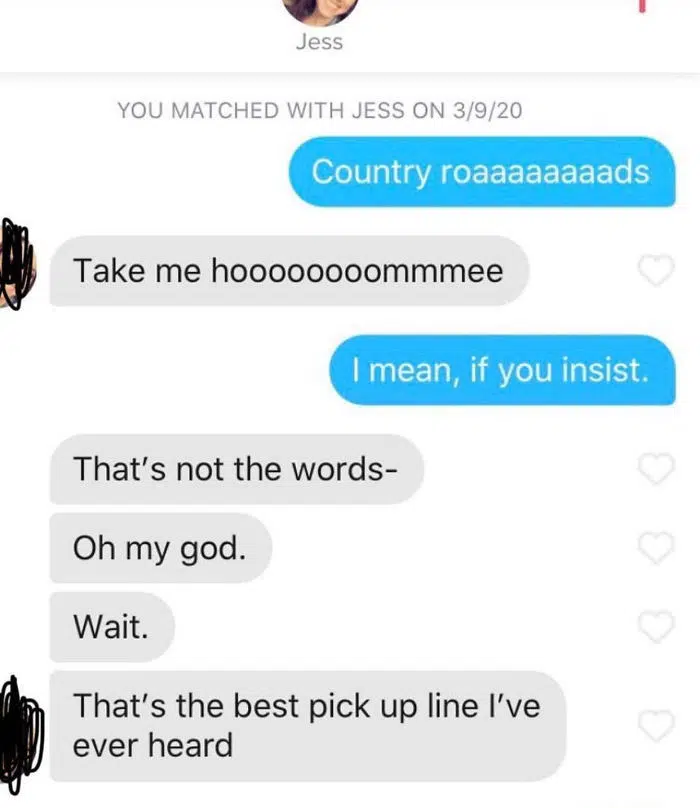 Jess
YOU MATCHED WITH JESS ON 3/9/20
Country roaaaaaaaads
Take me hoooooooommmee
I mean, if you insist.
That's not the words-
Oh my god.
Wait.
That's the best pick up line I've
ever heard